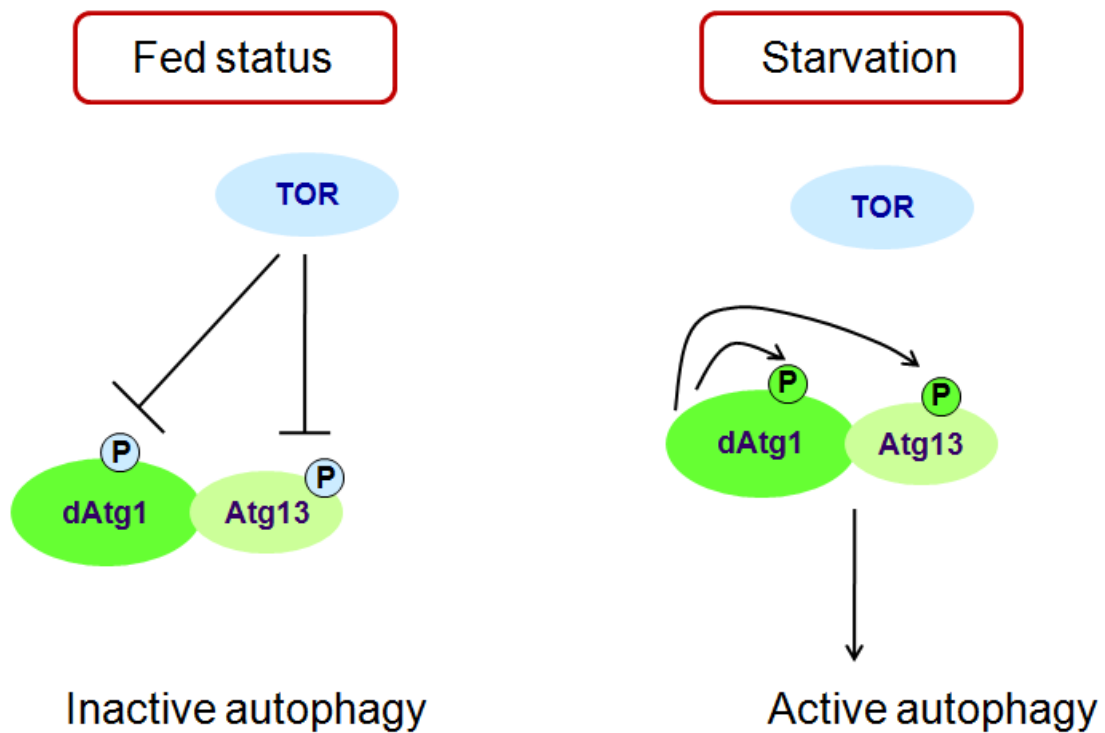 Fed status
Starvation
TOR
TOR
P
P
dAtg1
Atg13
P
P
dAtg1
Atg13
Inactive autophagy
Active autophagy